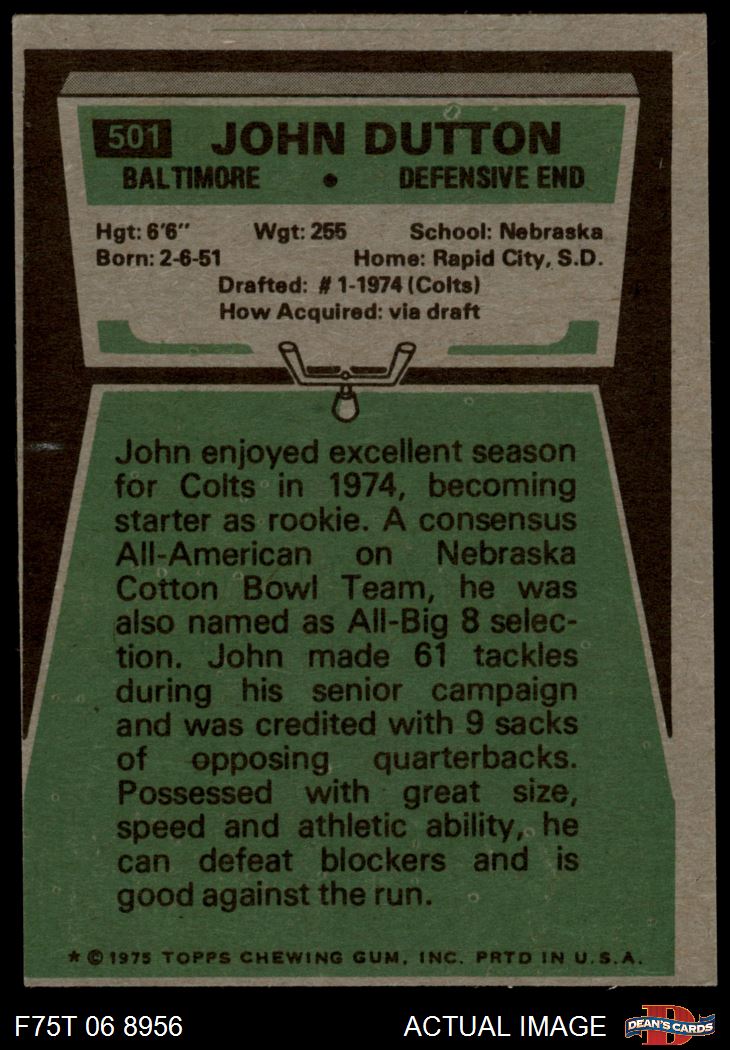 501 JOHN DUTTON
BALTIMORE • DEFENSIVE END
Hgt: 6'6" Wgt: 255 School: Nebraska
Born: 2-6-51 Home: Rapid City, S.D.
Drafted: #1-1974 (Colts)
How Acquired: via draft
John enjoyed excellent season
for Colts in 1974, becoming
starter as rookie. A consensus
All-American on Nebraska
Cotton Bowl Team, he was
also named as All-Big 8 selec-
tion. John made 61 tackles
during his senior campaign
and was credited with 9 sacks
of opposing quarterbacks.
Possessed with great size,
speed and athletic ability, he
can defeat blockers and is
good against the run.
* © 1975 TOPPS CHEWING GUM, INC. PRTD IN U.S.A.
F75T 06 8956 ACTUAL IMAGE D DEAN'S CARDS